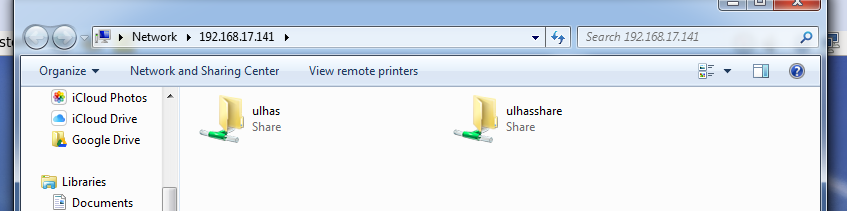 Network 192.168.17.141 Search 192.168.17.141
Organize Network and Sharing Center View remote printers
iCloud Photos
iCloud Drive
Google Drive
Libraries
Documents
ulhas
Share
ulhasshare
Share